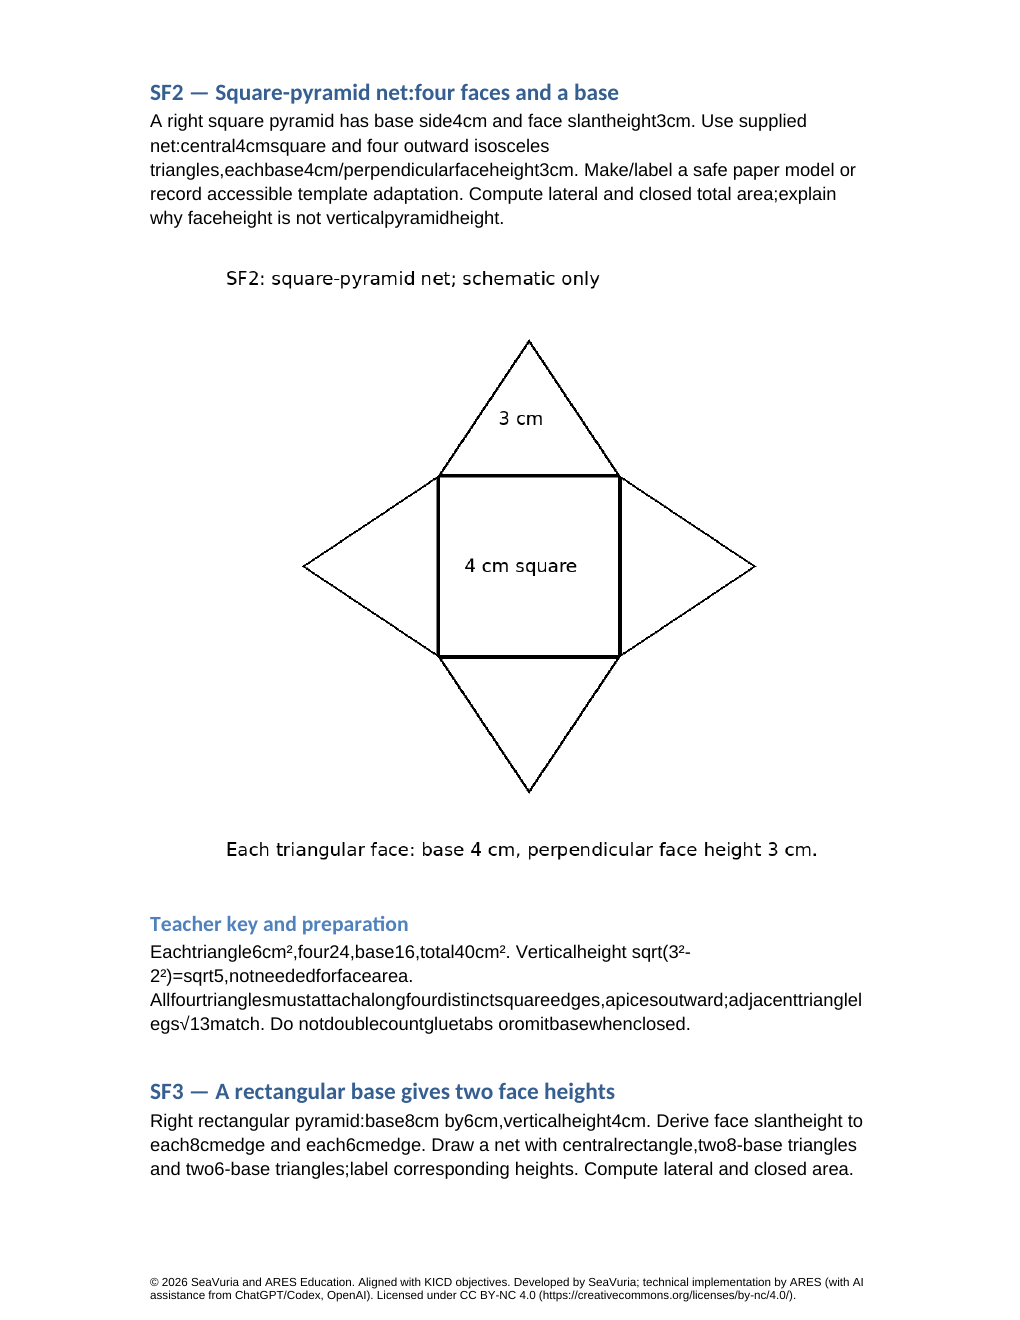 SF2 — Square-pyramid net:four faces and a base
A right square pyramid has base side4cm and face slantheight3cm. Use supplied
net:central4cmsquare and four outward isosceles
triangles,eachbase4cm/perpendicularfaceheight3cm. Make/label a safe paper model or
record accessible template adaptation. Compute lateral and closed total area;explain
why faceheight is not verticalpyramidheight.
SF2: square-pyramid net; schematic only
3 cm
4 cm square
Each triangular face: base 4 cm, perpendicular face height 3 cm.
Teacher key and preparation
Eachtriangle6cm²,four24,base16,total40cm². Verticalheight sqrt(3²-
2²)=sqrt5,notneededforfacearea.
Allfourtrianglesmustattachalongfourdistinctsquareedges,apicesoutward;adjacenttrianglel
egs√13match. Do notdoublecountgluetabs oromitbasewhenclosed.
SF3 — A rectangular base gives two face heights
Right rectangular pyramid:base8cm by6cm,verticalheight4cm. Derive face slantheight to
each8cmedge and each6cmedge. Draw a net with centralrectangle,two8-base triangles
and two6-base triangles;label corresponding heights. Compute lateral and closed area.
© 2026 SeaVuria and ARES Education. Aligned with KICD objectives. Developed by SeaVuria; technical implementation by ARES (with AI
assistance from ChatGPT/Codex, OpenAI). Licensed under CC BY-NC 4.0 (https://creativecommons.org/licenses/by-nc/4.0/).